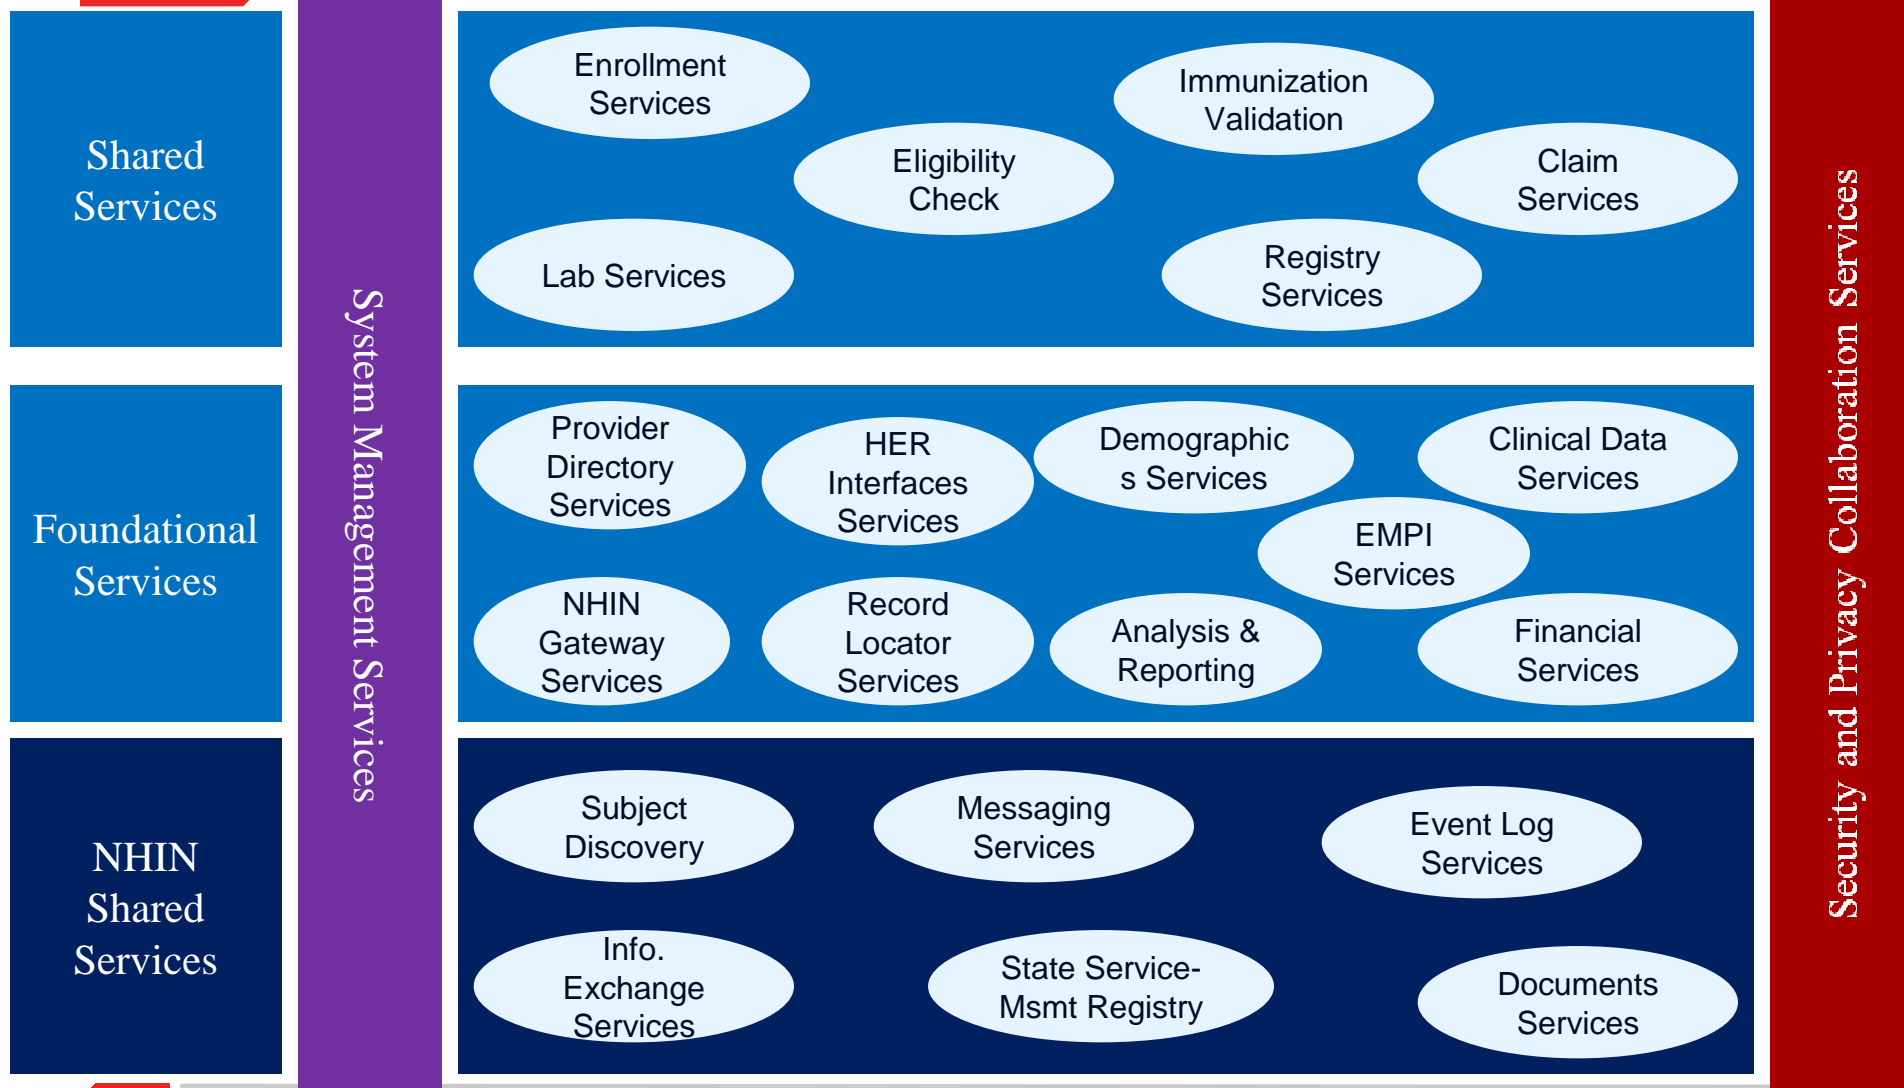 Shared
Services
System Management Services
Enrollment
Services
Immunization
Validation
Eligibility
Check
Claim
Services
Lab Services
Registry
Services
Security and Privacy Collaboration Services
Foundational
Services
Provider
Directory
Services
HER
Interfaces
Services
Demographic
s Services
Clinical Data
Services
EMPI
Services
NHIN
Gateway
Services
Record
Locator
Services
Analysis &
Reporting
Financial
Services
NHIN
Shared
Services
Subject
Discovery
Messaging
Services
Event Log
Services
Info.
Exchange
Services
State Service-
Msmt Registry
Documents
Services